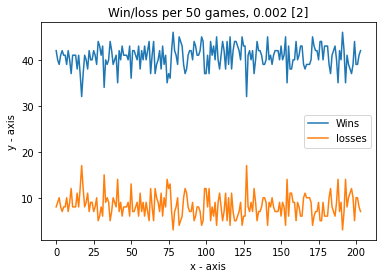 Win/loss per 50 games, 0.002 [2]
y - axis
40
30
20
10
Wins
losses
0 25 50 75 100 125 150 175 200
x - axis